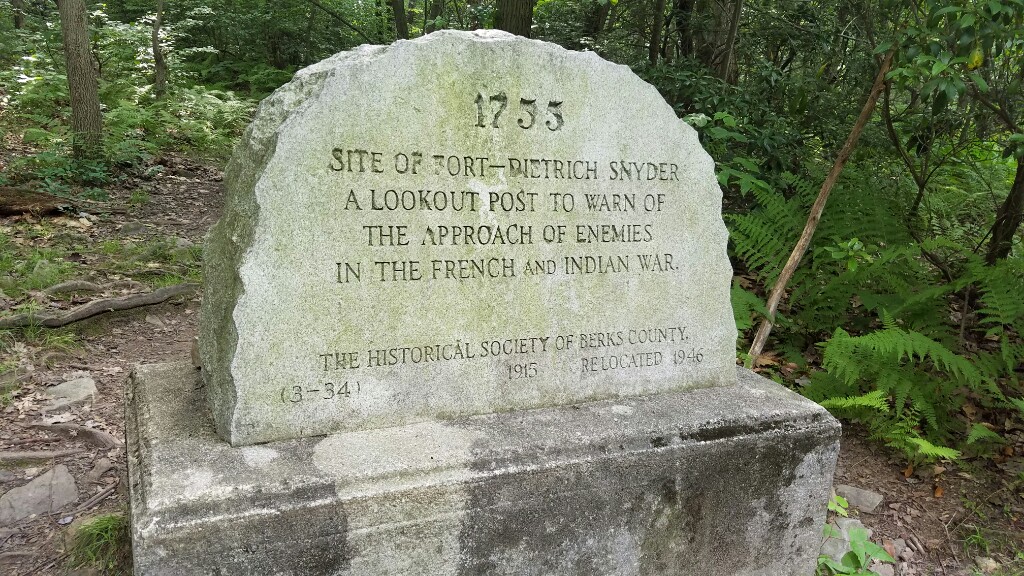 1755
SITE OF FORT-DIETRICH SNYDER
A LOOKOUT POST TO WARN OF
THE APPROACH OF ENEMIES
IN THE FRENCH AND INDIAN WAR.
THE HISTORICAL SOCIETY OF BERKS COUNTY.
1915 RELOCATED 1946
(3-34)